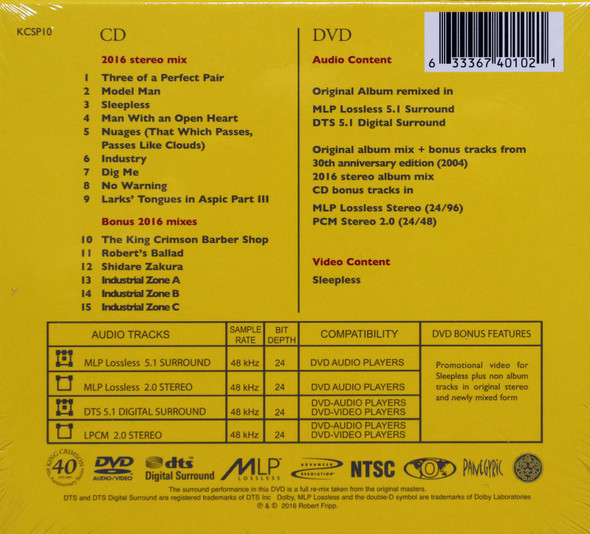 KCSP10
CD
2016 stereo mix
1 Three of a Perfect Pair
2 Model Man
3 Sleepless
4 Man With an Open Heart
5 Nuages (That Which Passes,
Passes Like Clouds)
6 Industry
7 Dig Me
8 No Warning
9 Larks' Tongues in Aspic Part III
Bonus 2016 mixes
10 The King Crimson Barber Shop
11 Robert's Ballad
12 Shidare Zakura
13 Industrial Zone A
14 Industrial Zone B
15 Industrial Zone C
DVD
Audio Content
6 33367 40102 1
Original Album remixed in
MLP Lossless 5.1 Surround
DTS 5.1 Digital Surround
Original album mix + bonus tracks from
30th anniversary edition (2004)
2016 stereo album mix
CD bonus tracks in
MLP Lossless Stereo (24/96)
PCM Stereo 2.0 (24/48)
Video Content
Sleepless
AUDIO TRACKS SAMPLE RATE BIT DEPTH COMPATIBILITY DVD BONUS FEATURES
MLP Lossless 5.1 SURROUND 48 kHz 24 DVD AUDIO PLAYERS
MLP Lossless 2.0 STEREO 48 kHz 24 DVD AUDIO PLAYERS
DTS 5.1 DIGITAL SURROUND 48 kHz 24 DVD-AUDIO PLAYERS
DVD-VIDEO PLAYERS
LPCM 2.0 STEREO 48 kHz 24 DVD-AUDIO PLAYERS
DVD-VIDEO PLAYERS
Promotional video for
Sleepless plus non album
tracks in original stereo
and newly mixed form
KING CRIMSON
40
Anniversary Series
DVD
AUDIO/VIDEO
dts
Digital Surround
MLP
LOSSLESS
ADVANCED
RESOLUTION
NTSC
PANEGYRIC
The surround performance in this DVD is a full re-mix taken from the original masters.
DTS and DTS Digital Surround are registered trademarks of DTS Inc Dolby, MLP Lossless and the double-D symbol are trademarks of Dolby Laboratories
℗ & © 2016 Robert Fripp.